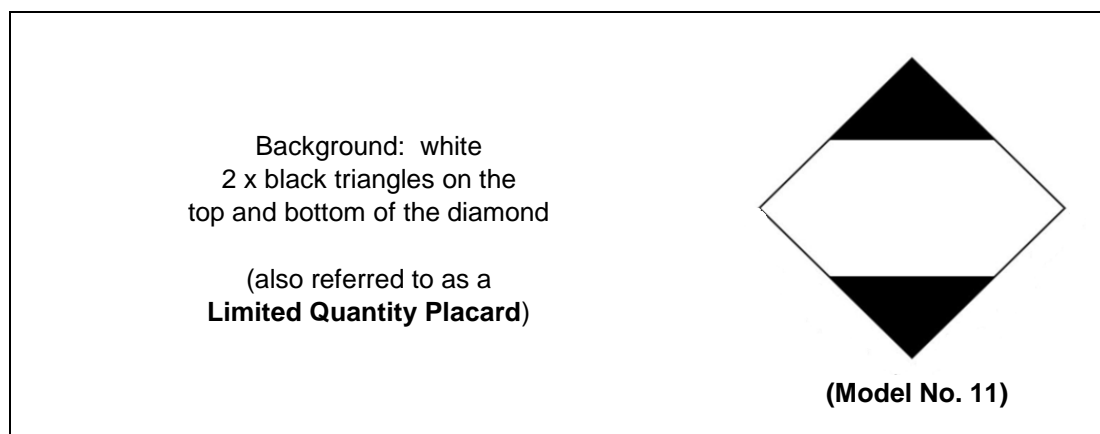 Background:  white
2 x black triangles on the
top and bottom of the diamond
(also referred to as a
Limited Quantity Placard)
(Model No. 11)